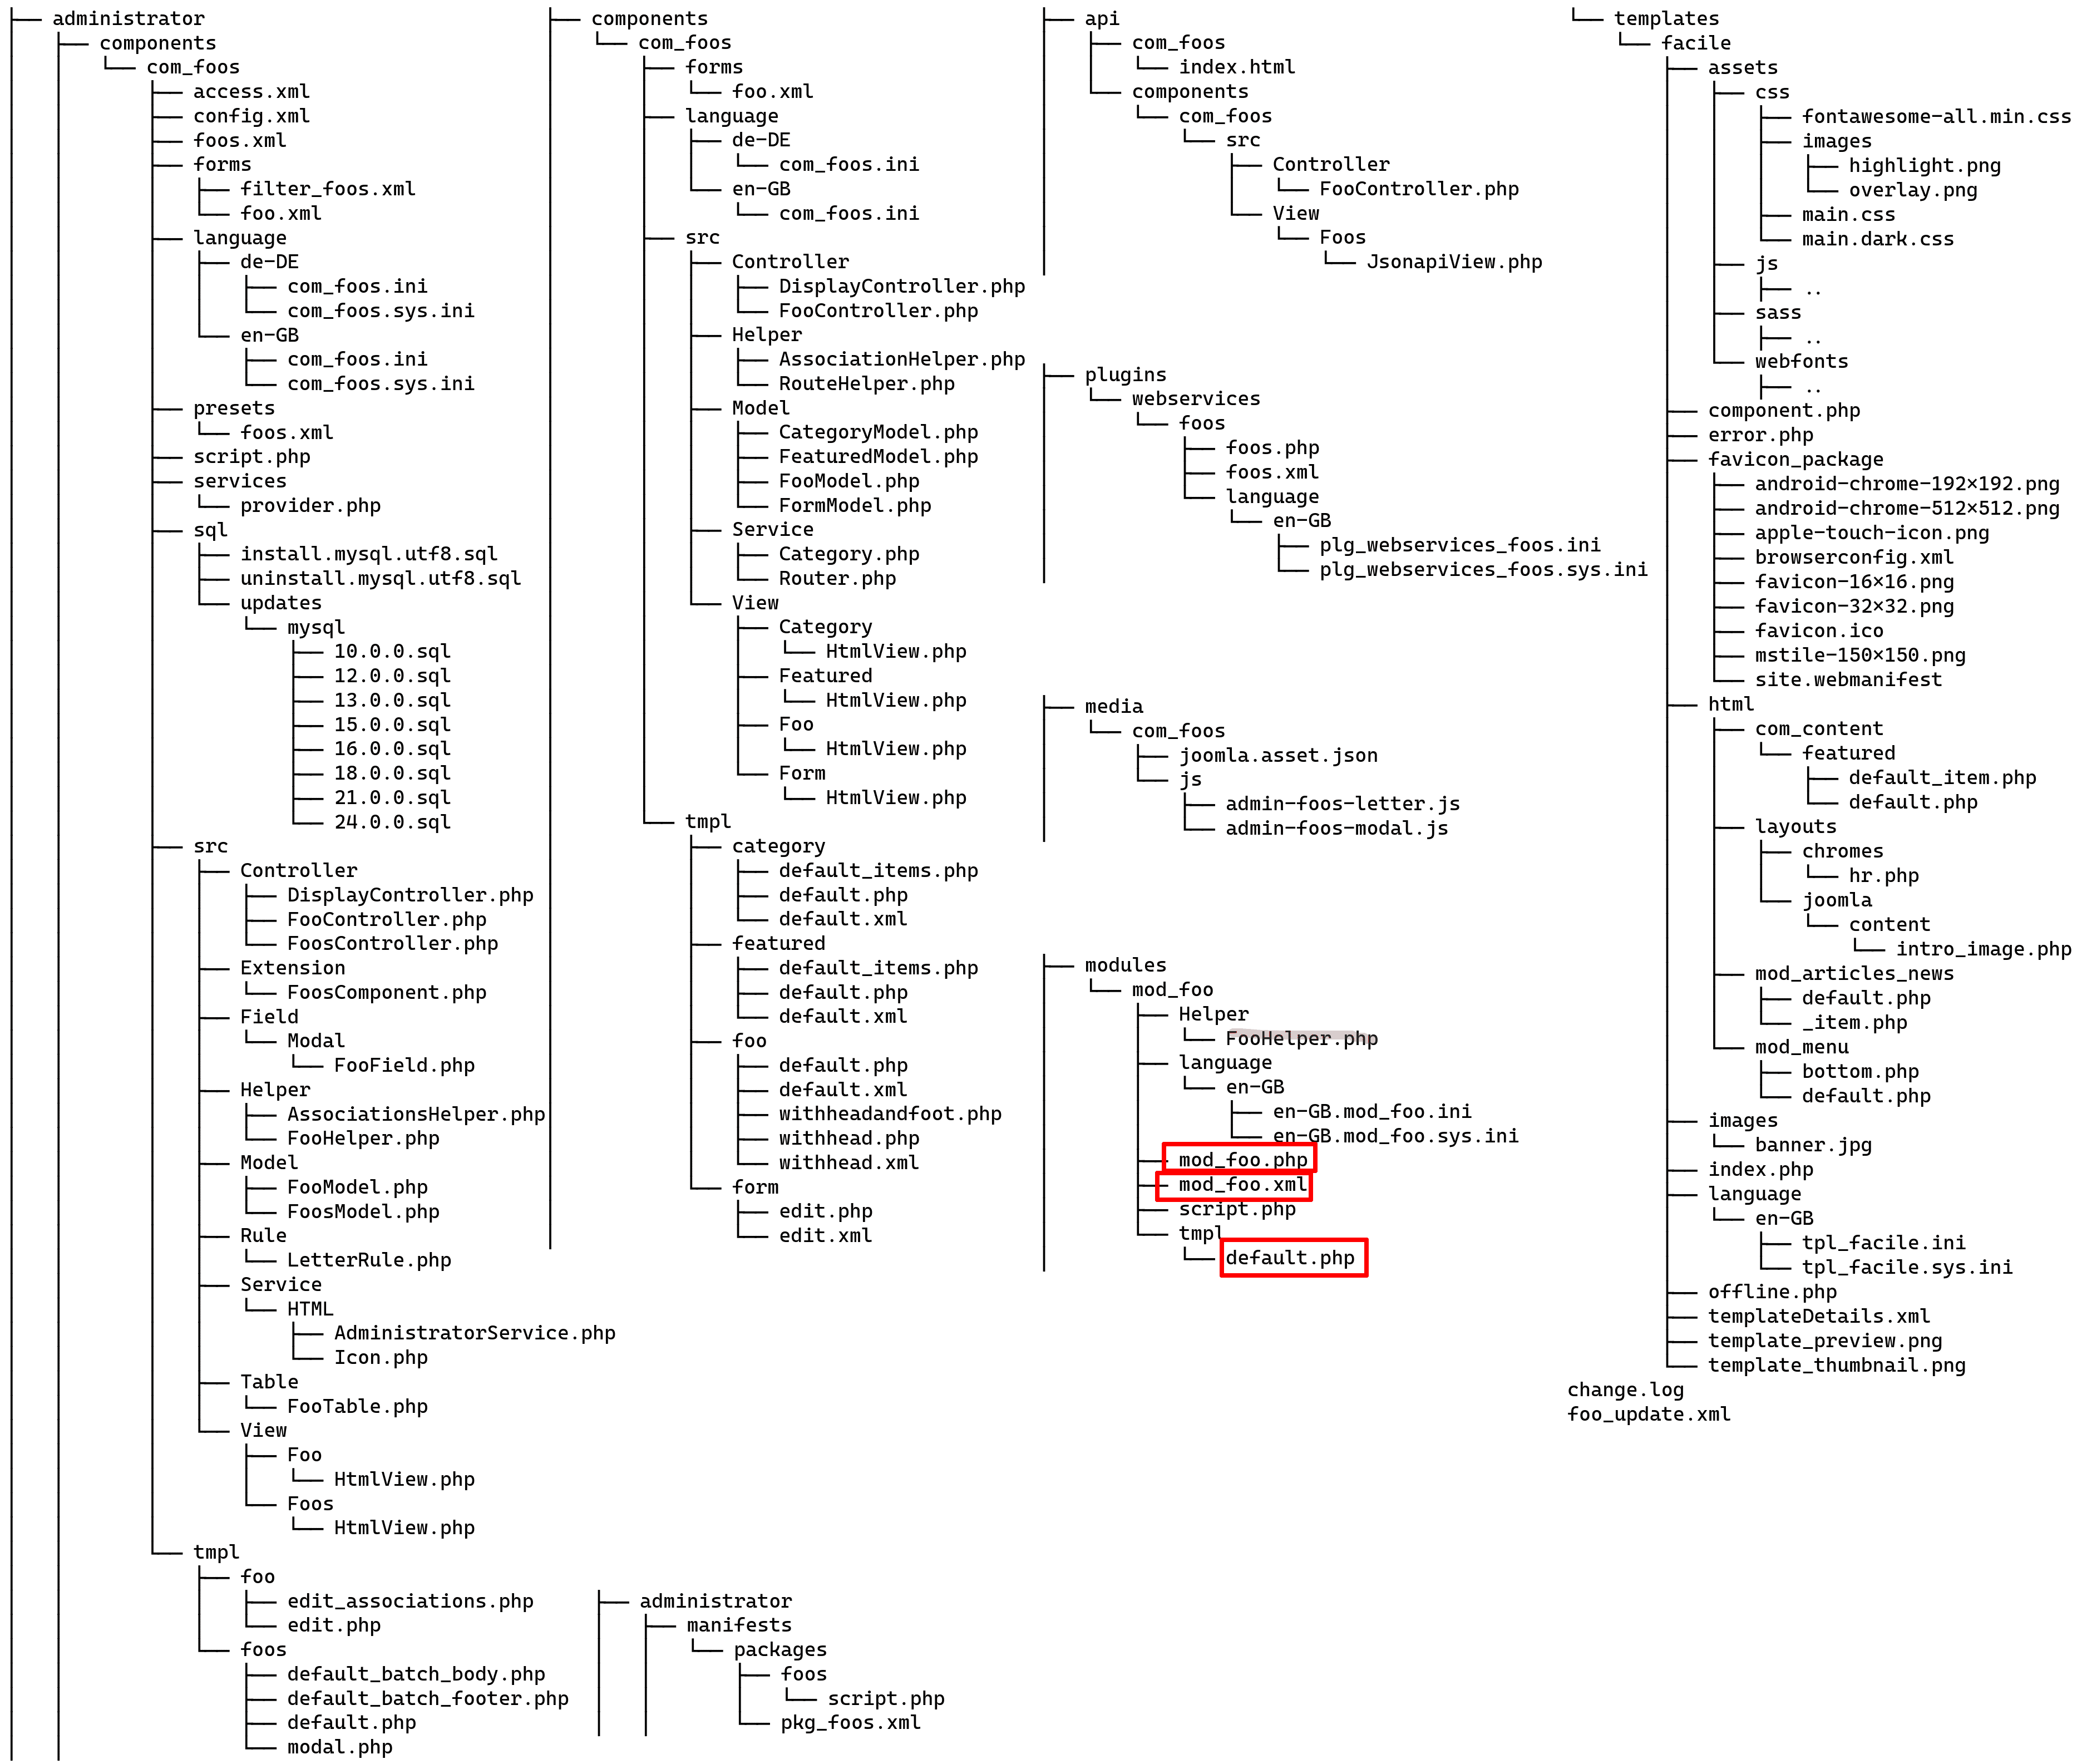 administrator
components
com_foos
access.xml
config.xml
foos.xml
forms
filter_foos.xml
foo.xml
language
de-DE
com_foos.ini
com_foos.sys.ini
en-GB
com_foos.ini
com_foos.sys.ini
presets
foos.xml
script.php
services
provider.php
sql
install.mysql.utf8.sql
uninstall.mysql.utf8.sql
updates
mysql
10.0.0.sql
12.0.0.sql
13.0.0.sql
15.0.0.sql
16.0.0.sql
18.0.0.sql
21.0.0.sql
24.0.0.sql
src
Controller
DisplayController.php
FooController.php
FoosController.php
Extension
FoosComponent.php
Field
Modal
FooField.php
Helper
AssociationsHelper.php
FooHelper.php
Model
FooModel.php
FoosModel.php
Rule
LetterRule.php
Service
HTML
AdministratorService.php
Icon.php
Table
FooTable.php
View
Foo
HtmlView.php
Foos
HtmlView.php
tmpl
foo
edit_associations.php
edit.php
foos
default_batch_body.php
default_batch_footer.php
default.php
modal.php
components
com_foos
forms
foo.xml
language
de-DE
com_foos.ini
en-GB
com_foos.ini
src
Controller
DisplayController.php
FooController.php
Helper
AssociationHelper.php
RouteHelper.php
Model
CategoryModel.php
FeaturedModel.php
FooModel.php
FormModel.php
Service
Category.php
Router.php
View
Category
HtmlView.php
Featured
HtmlView.php
Foo
HtmlView.php
Form
HtmlView.php
tmpl
category
default_items.php
default.php
default.xml
featured
default_items.php
default.php
default.xml
foo
default.php
default.xml
withheadandfoot.php
withhead.php
withhead.xml
form
edit.php
edit.xml
administrator
manifests
packages
foos
script.php
pkg_foos.xml
api
com_foos
index.html
components
com_foos
src
Controller
FooController.php
View
Foos
JsonapiView.php
plugins
webservices
foos
foos.php
foos.xml
language
en-GB
plg_webservices_foos.ini
plg_webservices_foos.sys.ini
media
com_foos
joomla.asset.json
js
admin-foos-letter.js
admin-foos-modal.js
modules
mod_foo
Helper
FooHelper.php
language
en-GB
en-GB.mod_foo.ini
en-GB.mod_foo.sys.ini
mod_foo.php
mod_foo.xml
script.php
tmpl
default.php
templates
facile
assets
css
fontawesome-all.min.css
images
highlight.png
overlay.png
main.css
main.dark.css
js
..
sass
..
webfonts
..
component.php
error.php
favicon_package
android-chrome-192×192.png
android-chrome-512×512.png
apple-touch-icon.png
browserconfig.xml
favicon-16×16.png
favicon-32×32.png
favicon.ico
mstile-150×150.png
site.webmanifest
html
com_content
featured
default_item.php
default.php
layouts
chromes
hr.php
joomla
content
intro_image.php
mod_articles_news
default.php
_item.php
mod_menu
bottom.php
default.php
images
banner.jpg
index.php
language
en-GB
tpl_facile.ini
tpl_facile.sys.ini
offline.php
templateDetails.xml
template_preview.png
template_thumbnail.png
change.log
foo_update.xml